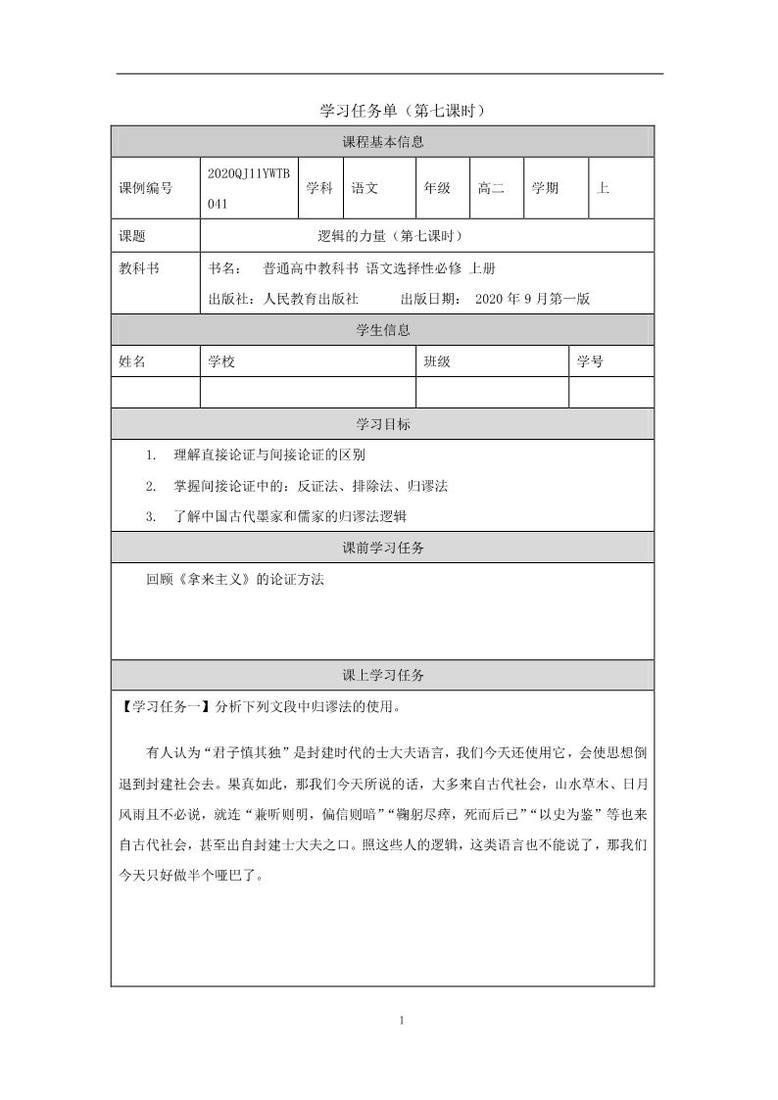 学习任务单（第七课时）
课程基本信息
课例编号 2020QJ11YWTB041 学科 语文 年级 高二 学期 上
课题 逻辑的力量（第七课时）
教科书 书名： 普通高中教科书 语文选择性必修 上册
出版社：人民教育出版社 出版日期： 2020 年 9 月第一版
学生信息
姓名 学校 班级 学号
学习目标
1. 理解直接论证与间接论证的区别
2. 掌握间接论证中的：反证法、排除法、归谬法
3. 了解中国古代墨家和儒家的归谬法逻辑
课前学习任务
回顾《拿来主义》的论证方法
课上学习任务
【学习任务一】分析下列文段中归谬法的使用。
有人认为“君子慎其独”是封建时代的士大夫语言，我们今天还使用它，会使思想倒
退到封建社会去。果真如此，那我们今天所说的话，大多来自古代社会，山水草木、日月
风雨且不必说，就连“兼听则明，偏信则暗”“鞠躬尽瘁，死而后已”“以史为鉴”等也来
自古代社会，甚至出自封建士大夫之口。照这些人的逻辑，这类语言也不能说了，那我们
今天只好做半个哑巴了。
1